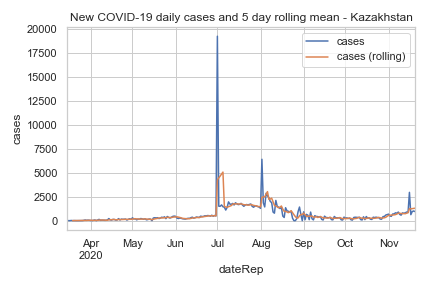 New COVID-19 daily cases and 5 day rolling mean - Kazakhstan
cases
cases (rolling)
20000
17500
15000
12500
10000
7500
5000
2500
0
cases
Apr
2020
May
Jun
Jul
Aug
Sep
Oct
Nov
dateRep